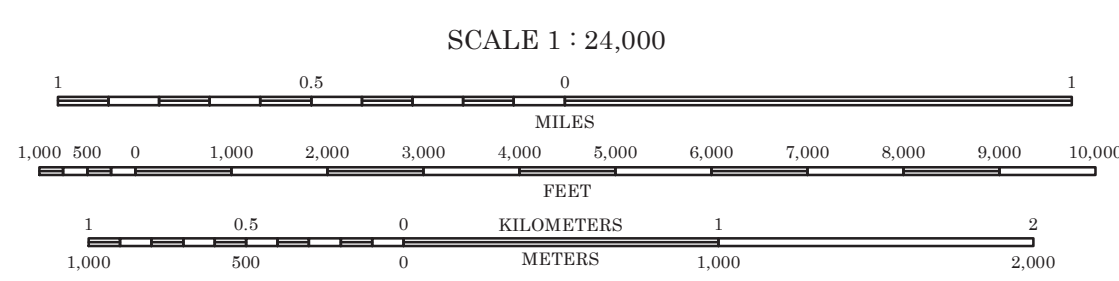 SCALE 1 : 24,000
1 0.5 0 1
MILES
1,000 500 0 1,000 2,000 3,000 4,000 5,000 6,000 7,000 8,000 9,000 10,000
FEET
1 0.5 0 KILOMETERS 1 2
1,000 500 0 METERS 1,000 2,000